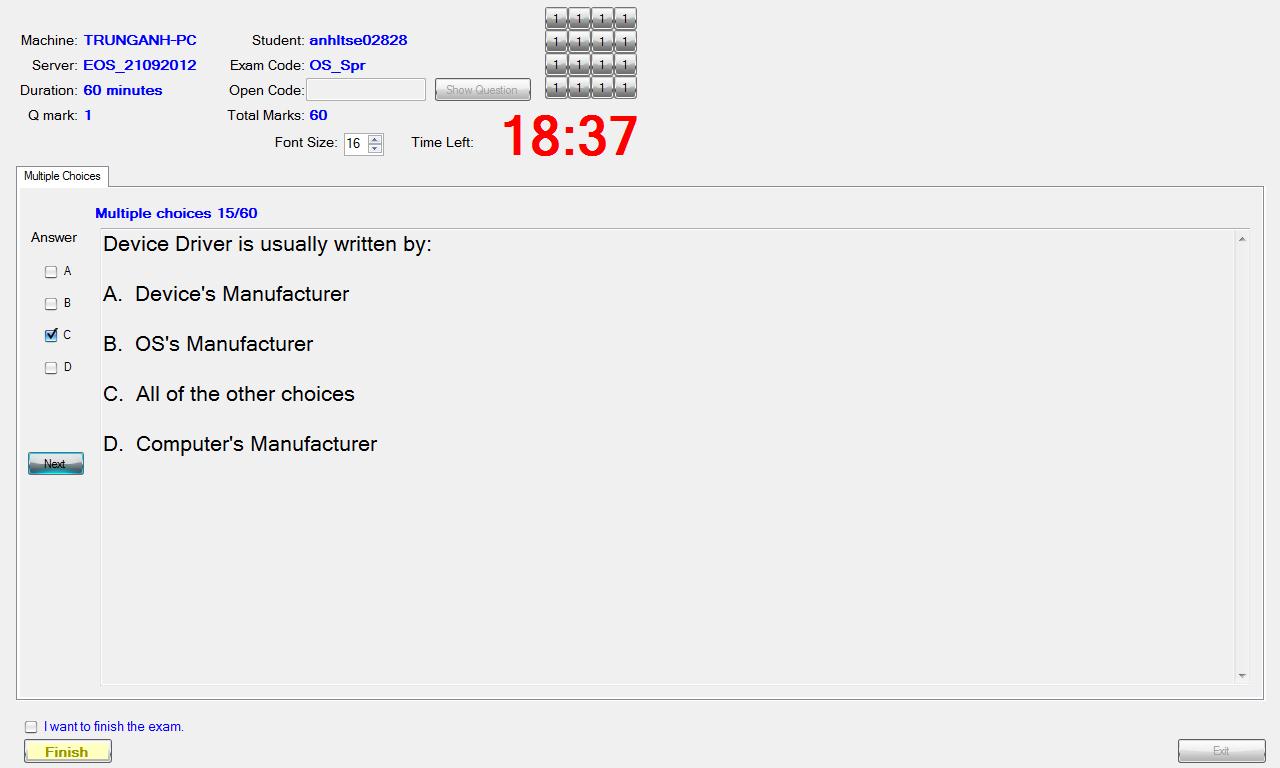 Machine: TRUNGANH-PC Student: anhltse02828
Server: EOS_21092012 Exam Code: OS_Spr
Duration: 60 minutes Open Code: Show Question
Q mark: 1 Total Marks: 60
1 1 1 1
1 1 1 1
1 1 1 1
1 1 1 1
Font Size: 16 Time Left: 18:37
Multiple Choices
Multiple choices 15/60
Answer
A
B
C
D
Next
Device Driver is usually written by:
A. Device's Manufacturer
B. OS's Manufacturer
C. All of the other choices
D. Computer's Manufacturer
I want to finish the exam.
Finish
Exit